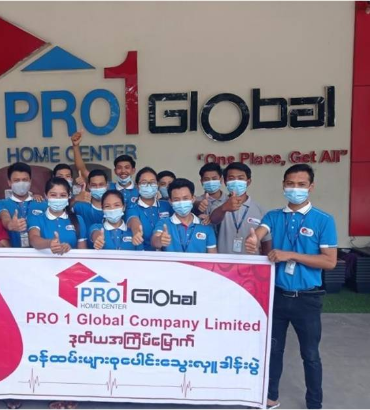 PRO 1 Global
HOME CENTER
"One Place, Get All"
PRO 1 Global
HOME CENTER
PRO 1 Global Company Limited
ဒုတိယအကြိမ်မြောက်
ဝန်ထမ်းများစုပေါင်းသွေးလှူဒါန်းပွဲ